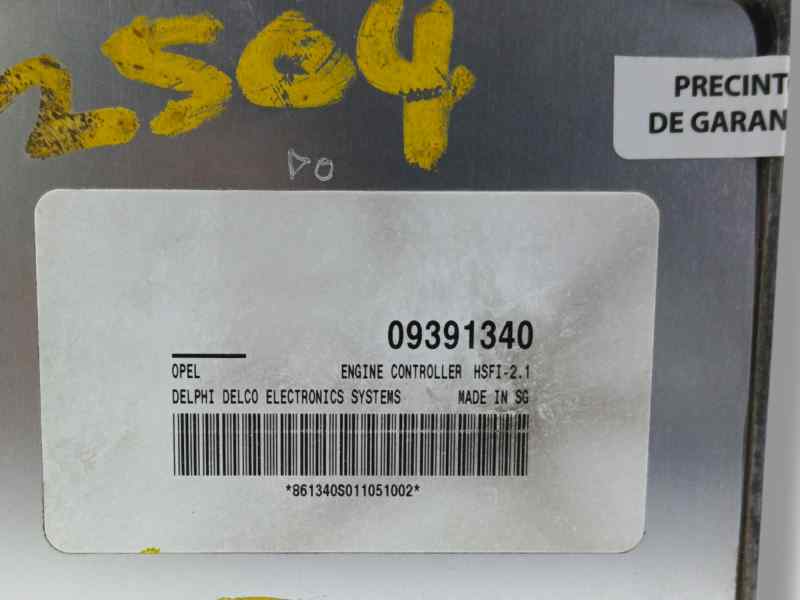 2504
PRECINT
DE GARAN
DO
09391340
OPEL ENGINE CONTROLLER HSFI-2.1
DELPHI DELCO ELECTRONICS SYSTEMS MADE IN SG
*861340S011051002*